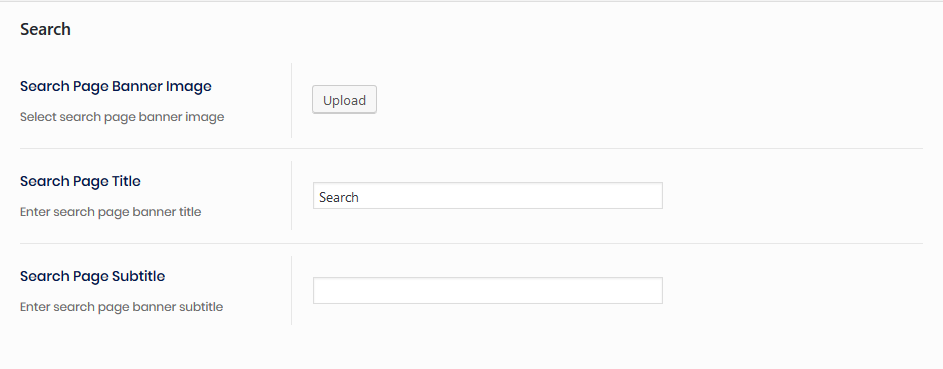 Search
Search Page Banner Image
Select search page banner image
Upload
Search Page Title
Enter search page banner title
Search
Search Page Subtitle
Enter search page banner subtitle